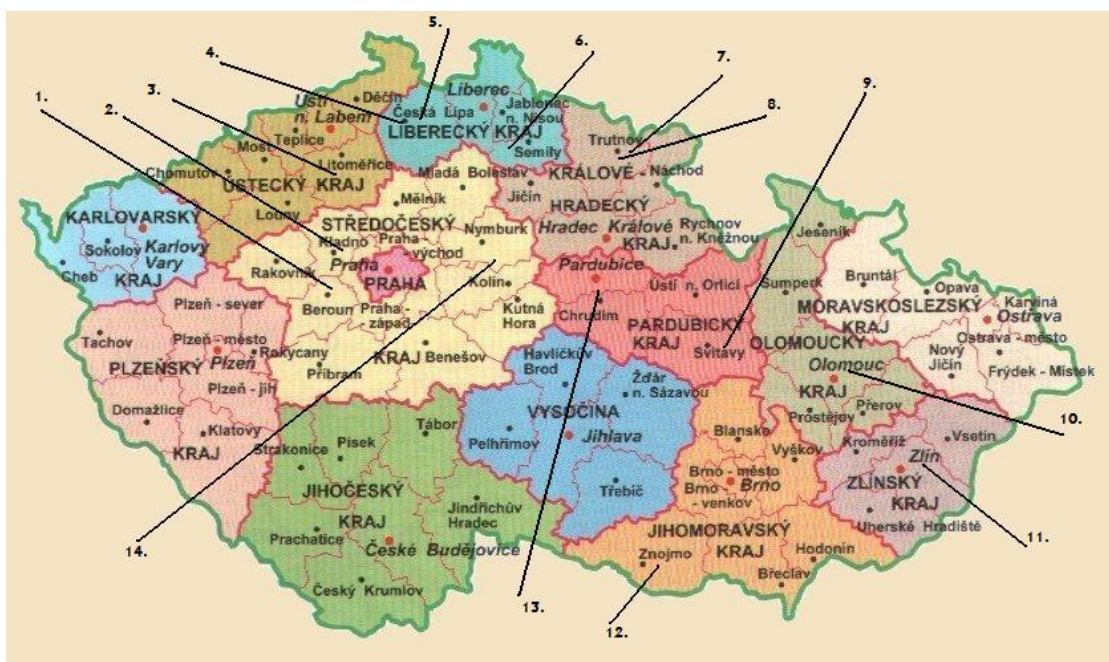 5.
4.
6.
7.
1.
2.
3.
8.
9.
Ústí
n. Labem
Děčín
Liberec
Česká Lípa
Jablonec
n. Nisou
LIBERECKÝ KRAJ
Semily
Teplice
Most
Litoměřice
Chomutov
ÚSTECKÝ KRAJ
Louny
Trutnov
KRÁLOVÉ -
HRADECKÝ
KRAJ
Náchod
Jičín
Hradec Králové
Rychnov
n. Kněžnou
Mladá Boleslav
Mělník
STŘEDOČESKÝ
Kladno
Praha -
východ
Nymburk
Rakovník
Praha
PRAHA
Kolín
Beroun
Praha -
západ
Kutná
Hora
KRAJ
Benešov
Příbram
KARLOVARSKÝ
Sokolov
Karlovy
Vary
Cheb
KRAJ
Plzeň - sever
Tachov
Plzeň - město
PLZEŇSKÝ
Plzeň
Rokycany
Plzeň - jih
Domažlice
Klatovy
KRAJ
Pardubice
Ústí n. Orlicí
Chrudim
PARDUBICKÝ
KRAJ
Svitavy
Jeseník
Šumperk
OLOMOUCKÝ
Olomouc
KRAJ
Prostějov
Přerov
Bruntál
Opava
MORAVSKOSLEZSKÝ
KRAJ
Karviná
Ostrava
Ostrava - město
Nový
Jičín
Frýdek - Místek
Havlíčkův
Brod
Žďár
n. Sázavou
VYSOČINA
Pelhřimov
Jihlava
Třebíč
Tábor
Strakonice
Písek
JIHOČESKÝ
KRAJ
Jindřichův
Hradec
Prachatice
České Budějovice
Český Krumlov
Blansko
Vyškov
Brno - město
Brno -
- venkov
Brno
JIHOMORAVSKÝ
KRAJ
Znojmo
Hodonín
Břeclav
Kroměříž
Vsetín
Zlín
ZLÍNSKÝ
KRAJ
Uherské Hradiště
10.
11.
14.
13.
12.